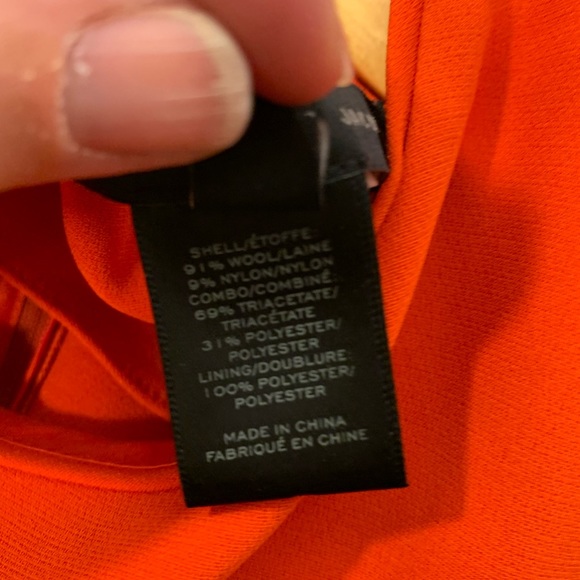 SHELL/ÉTOFFE:
91% WOOL/LAINE
9% NYLON/NYLON
COMBO/COMBINÉ:
69% TRIACETATE/
TRIACÉTATE
31% POLYESTER/
POLYESTER
LINING/DOUBLURE:
100% POLYESTER/
POLYESTER
MADE IN CHINA
FABRIQUÉ EN CHINE